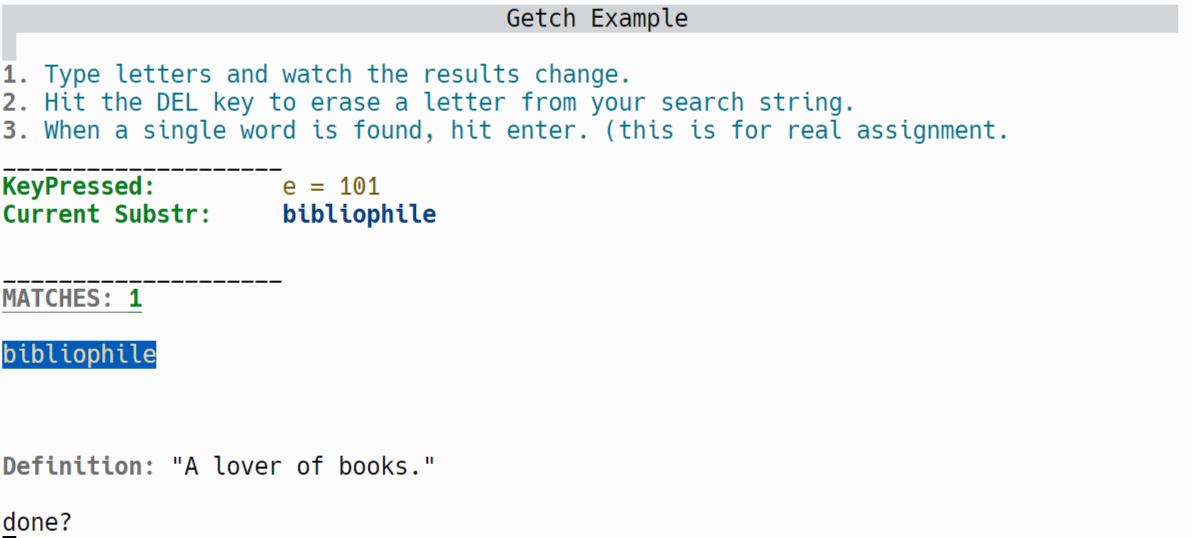 Getch Example
1. Type letters and watch the results change.
2. Hit the DEL key to erase a letter from your search string.
3. When a single word is found, hit enter. (this is for real assignment.
____________________
KeyPressed: e = 101
Current Substr: bibliophile
____________________
MATCHES: 1
bibliophile
Definition: "A lover of books."
done?